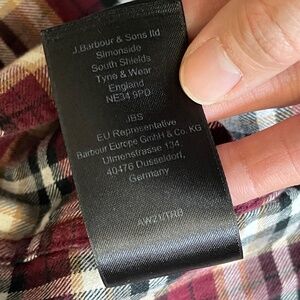 J.Barbour & Sons ltd
Simonside
South Shields
Tyne & Wear
England
NE34 9PD
JBS
EU Representative
Barbour Europe GmbH & Co. KG
Ulmenstrasse 134,
40476 Dusseldorf,
Germany